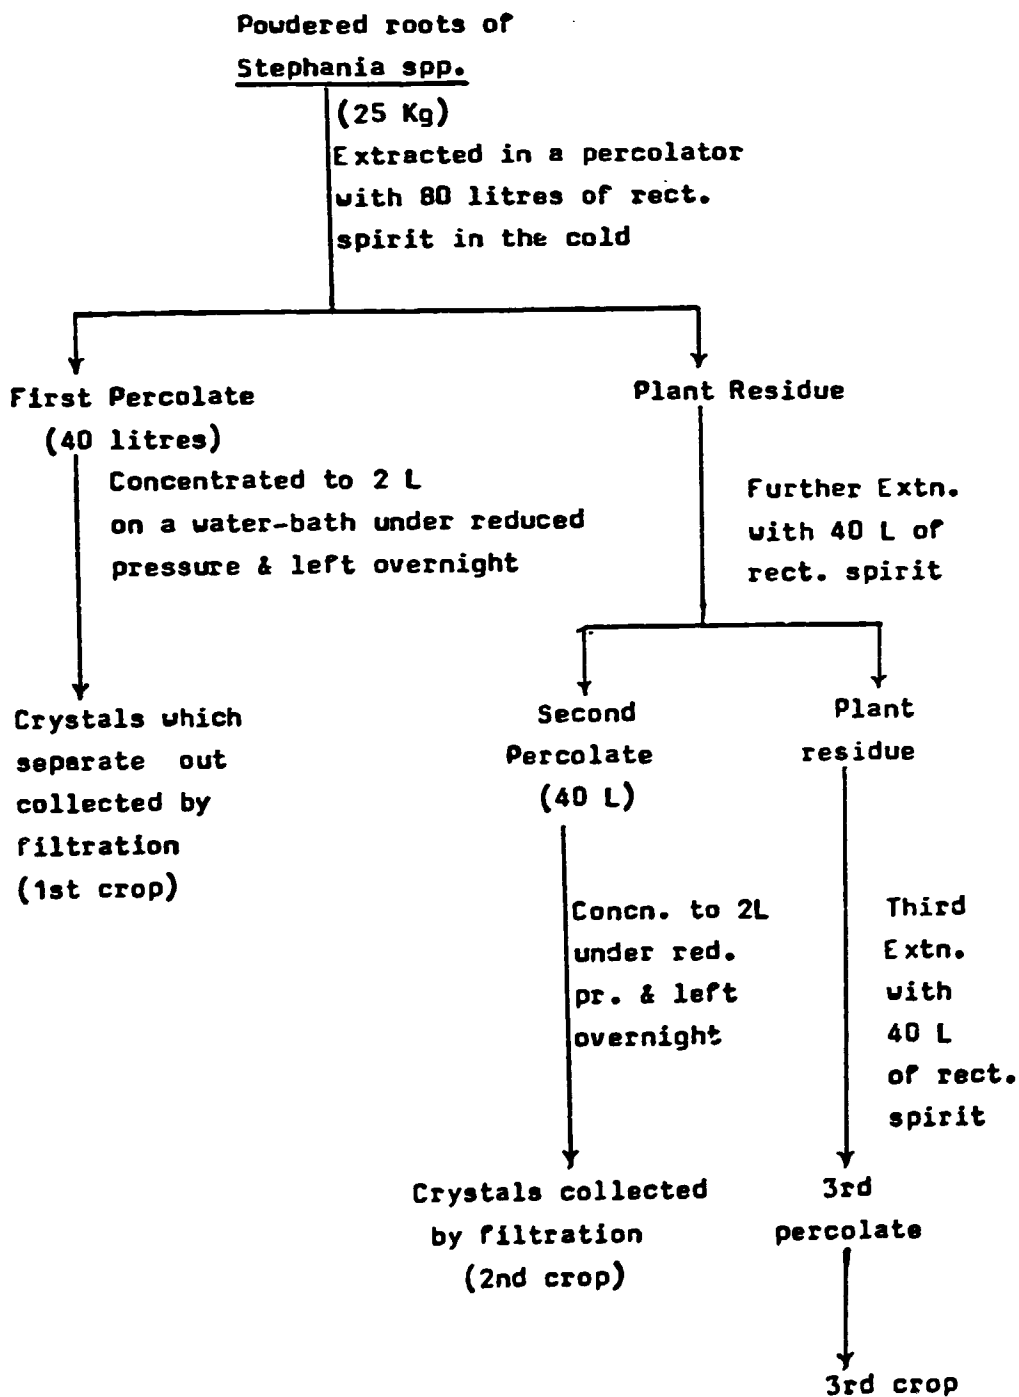 Powdered roots of
Stephania spp.
(25 Kg)
Extracted in a percolator
with 80 litres of rect.
spirit in the cold
First Percolate
(40 litres)
Concentrated to 2 L
on a water-bath under reduced
pressure & left overnight
Crystals which
separate out
collected by
filtration
(1st crop)
Plant Residue
Further Extn.
with 40 L of
rect. spirit
Second
Percolate
(40 L)
Concn. to 2L
under red.
pr. & left
overnight
Crystals collected
by filtration
(2nd crop)
Plant
residue
Third
Extn.
with
40 L
of rect.
spirit
3rd
percolate
3rd crop